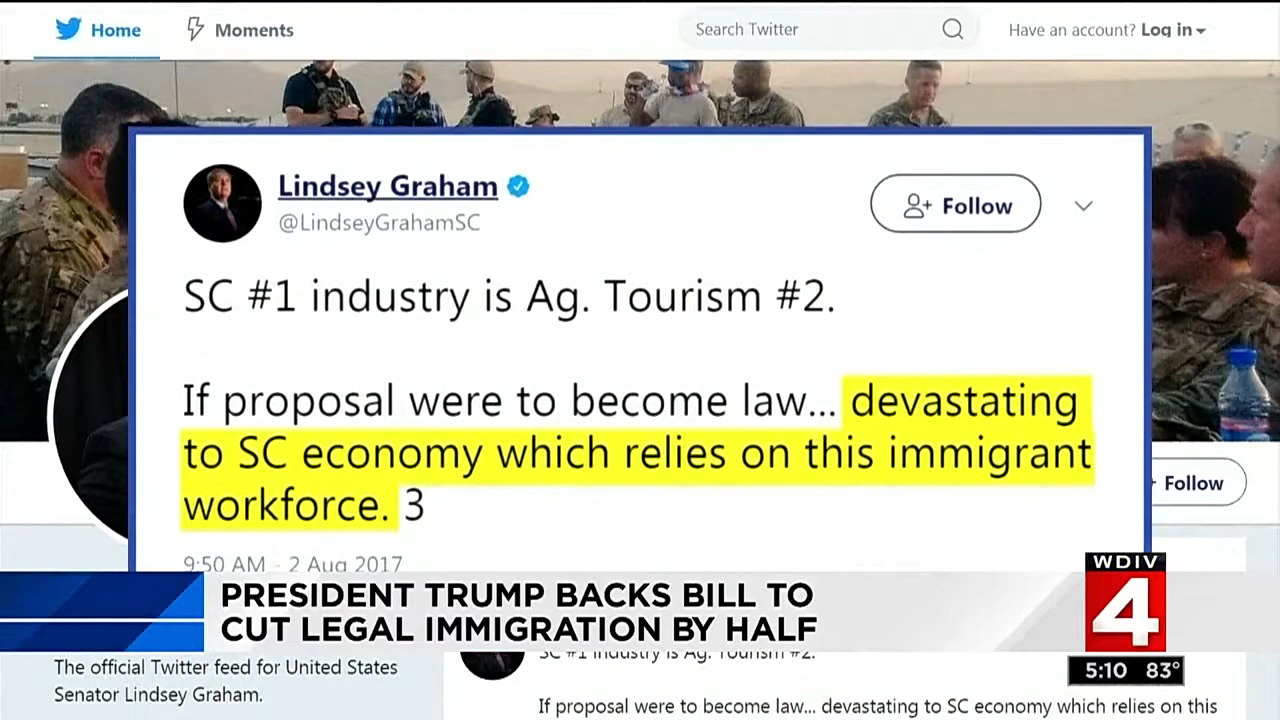 Home
Moments
Search Twitter
Have an account? Log in
Lindsey Graham
@LindseyGrahamSC
Follow
SC #1 industry is Ag. Tourism #2.
If proposal were to become law... devastating
to SC economy which relies on this immigrant
workforce. 3
Follow
9:50 AM - 2 Aug 2017
WDIV
4
PRESIDENT TRUMP BACKS BILL TO
CUT LEGAL IMMIGRATION BY HALF
5:10 83°
The official Twitter feed for United States
Senator Lindsey Graham.
SC #1 industry is Ag. Tourism #2.
If proposal were to become law... devastating to SC economy which relies on this